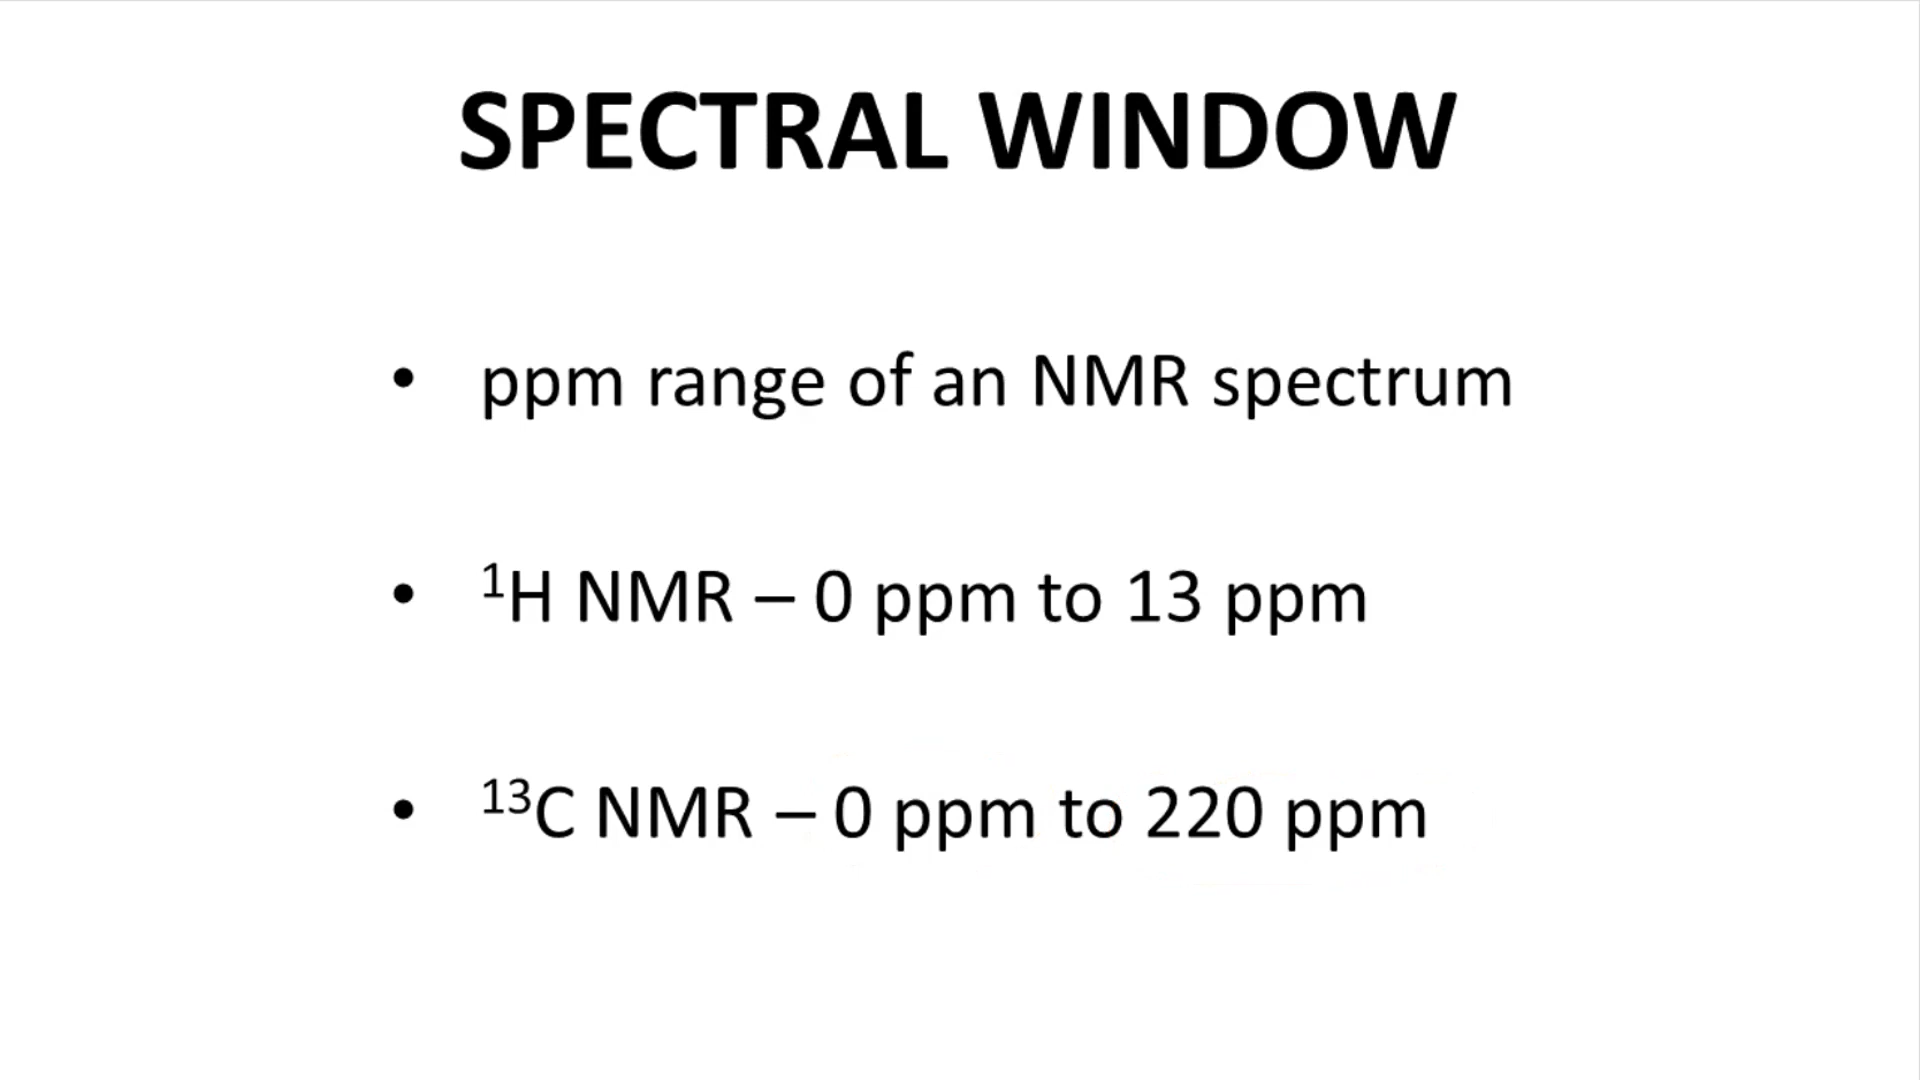 SPECTRAL WINDOW
• ppm range of an NMR spectrum
• ¹H NMR – 0 ppm to 13 ppm
• ¹³C NMR – 0 ppm to 220 ppm